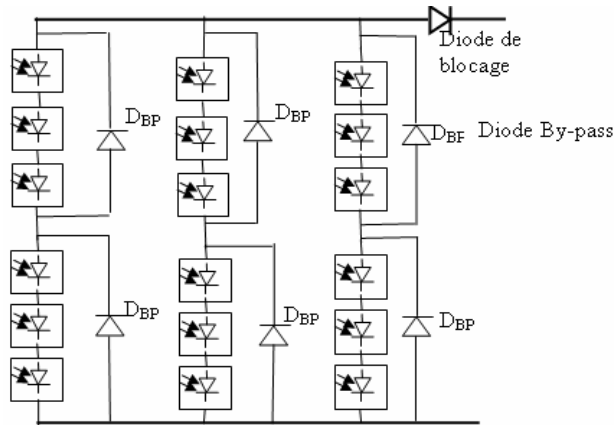 Diode de
blocage
DBP
DBP
DBF Diode By-pass
DBP
DBP
DBP